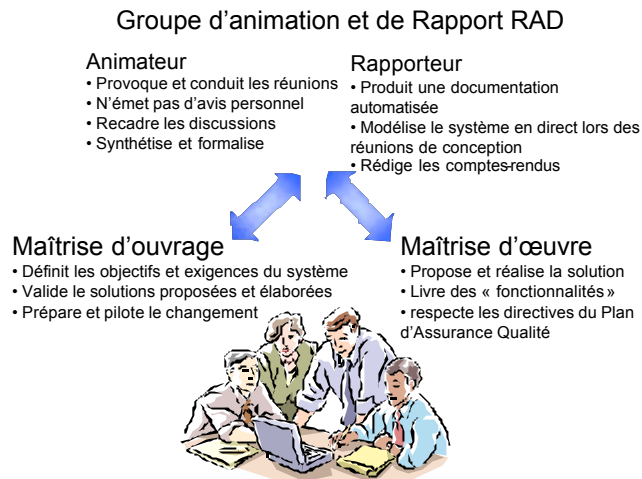 Groupe d'animation et de Rapport RAD
Animateur
• Provoque et conduit les réunions
• N'émet pas d'avis personnel
• Recadre les discussions
• Synthétise et formalise
Rapporteur
• Produit une documentation
automatisée
• Modélise le système en direct lors des
réunions de conception
• Rédige les comptes-rendus
Maîtrise d'ouvrage
• Définit les objectifs et exigences du système
• Valide le solutions proposées et élaborées
• Prépare et pilote le changement
Maîtrise d'œuvre
• Propose et réalise la solution
• Livre des « fonctionnalités »
• respecte les directives du Plan
d'Assurance Qualité